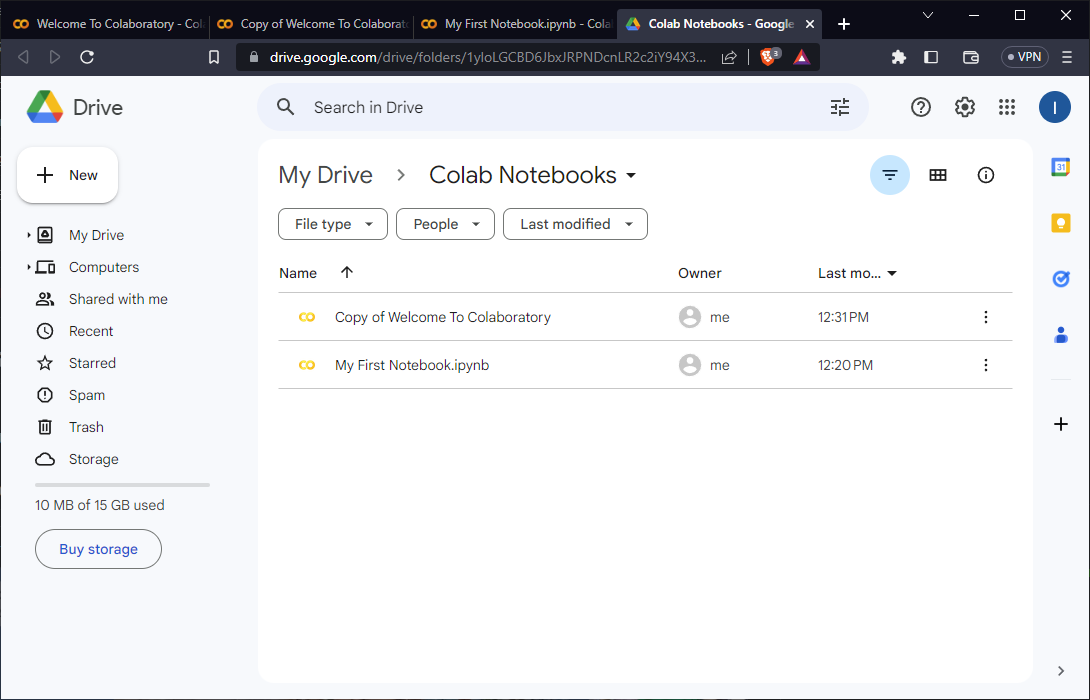 Welcome To Colaboratory - Col
Copy of Welcome To Colaborato
My First Notebook.ipynb - Cola
Colab Notebooks - Google
drive.google.com/drive/folders/1yloLGCBD6JbxJRPNDcnLR2c2iY94X3...
3
VPN
Drive
Search in Drive
I
New
My Drive
Computers
Shared with me
Recent
Starred
Spam
Trash
Storage
10 MB of 15 GB used
Buy storage
My Drive
Colab Notebooks
File type
People
Last modified
Name
Owner
Last mo...
Copy of Welcome To Colaboratory
me
12:31 PM
My First Notebook.ipynb
me
12:20 PM
31